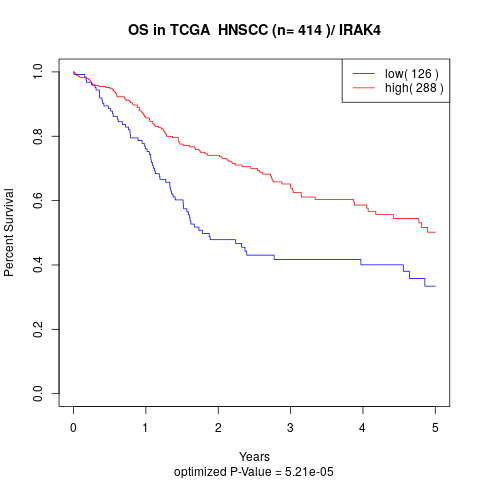 OS in TCGA  HNSCC (n= 414 )/ IRAK4
low( 126 )
high( 288 )
Percent Survival
1.0
0.8
0.6
0.4
0.2
0.0
0 1 2 3 4 5
Years
optimized P-Value = 5.21e-05